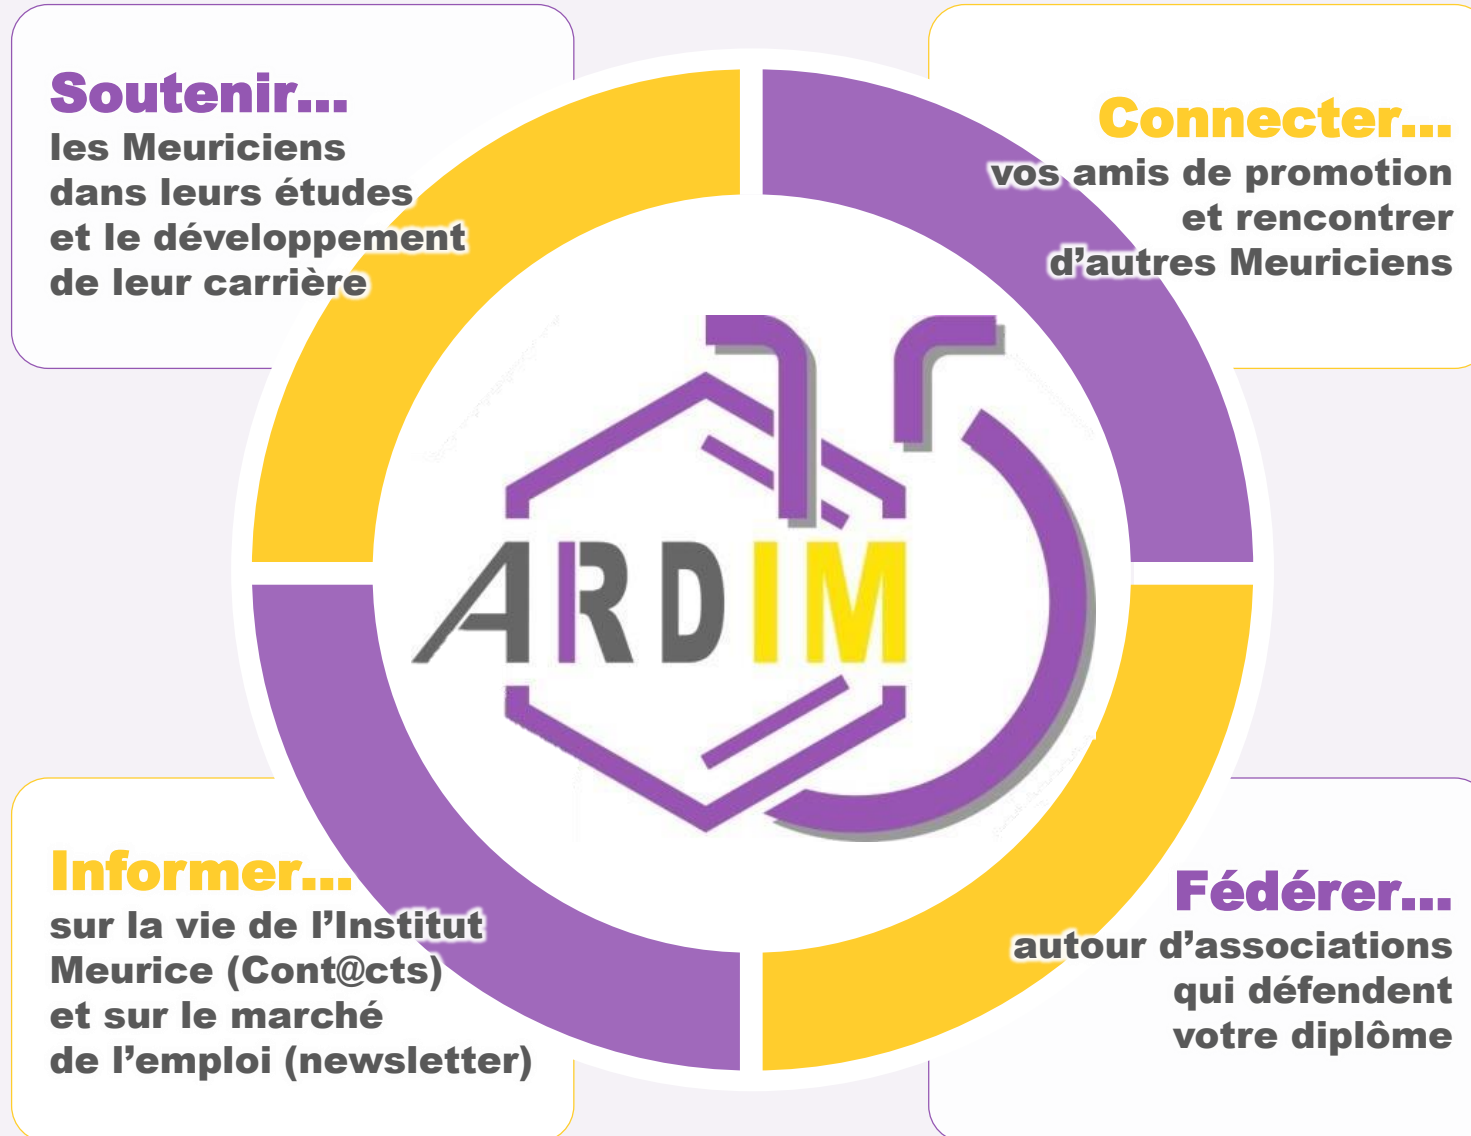 Soutenir...
les Meuriciens
dans leurs études
et le développement
de leur carrière
Connecter...
vos amis de promotion
et rencontrer
d’autres Meuriciens
ARDIM
Informer...
sur la vie de l’Institut
Meurice (Cont@cts)
et sur le marché
de l’emploi (newsletter)
Fédérer...
autour d’associations
qui défendent
votre diplôme